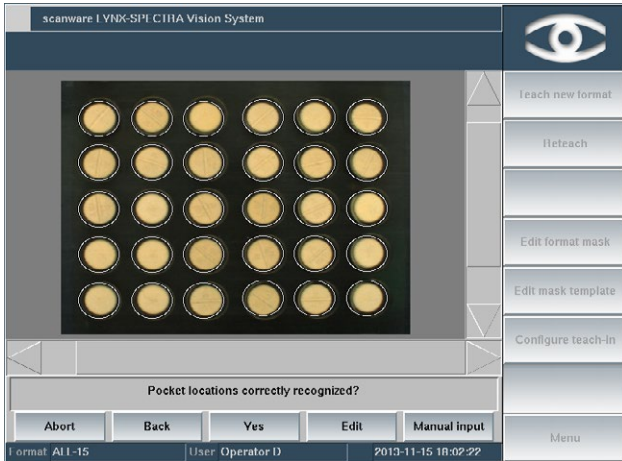 scanware LYNX-SPECTRA Vision System
Teach new format
Reteach
Edit format mask
Edit mask template
Configure teach-in
Pocket locations correctly recognized?
Abort
Back
Yes
Edit
Manual input
Menu
Format ALL-15
User Operator D
2013-11-15 18:02:22